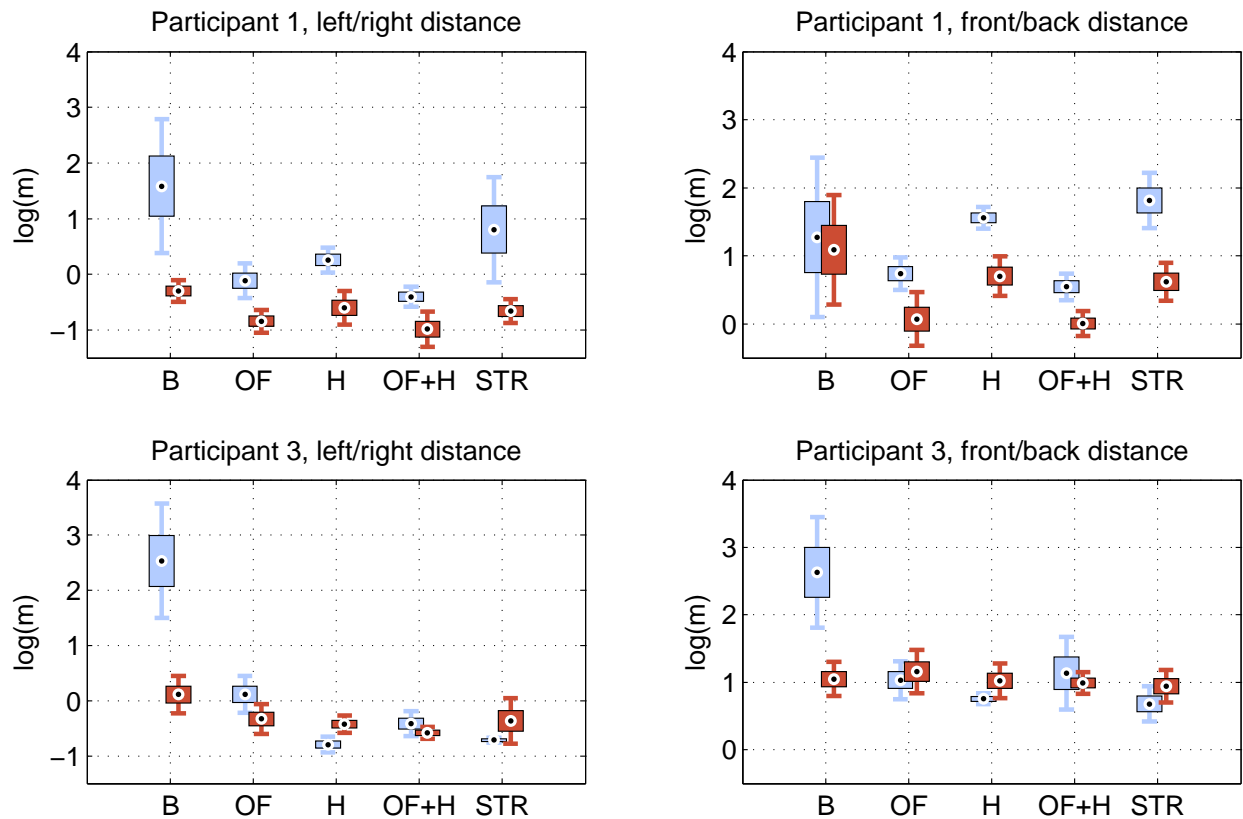 Participant 1, left/right distance
4
3
2
1
0
−1
log(m)
B OF H OF+H STR
Participant 1, front/back distance
4
3
2
1
0
log(m)
B OF H OF+H STR
Participant 3, left/right distance
4
3
2
1
0
−1
log(m)
B OF H OF+H STR
Participant 3, front/back distance
4
3
2
1
0
log(m)
B OF H OF+H STR